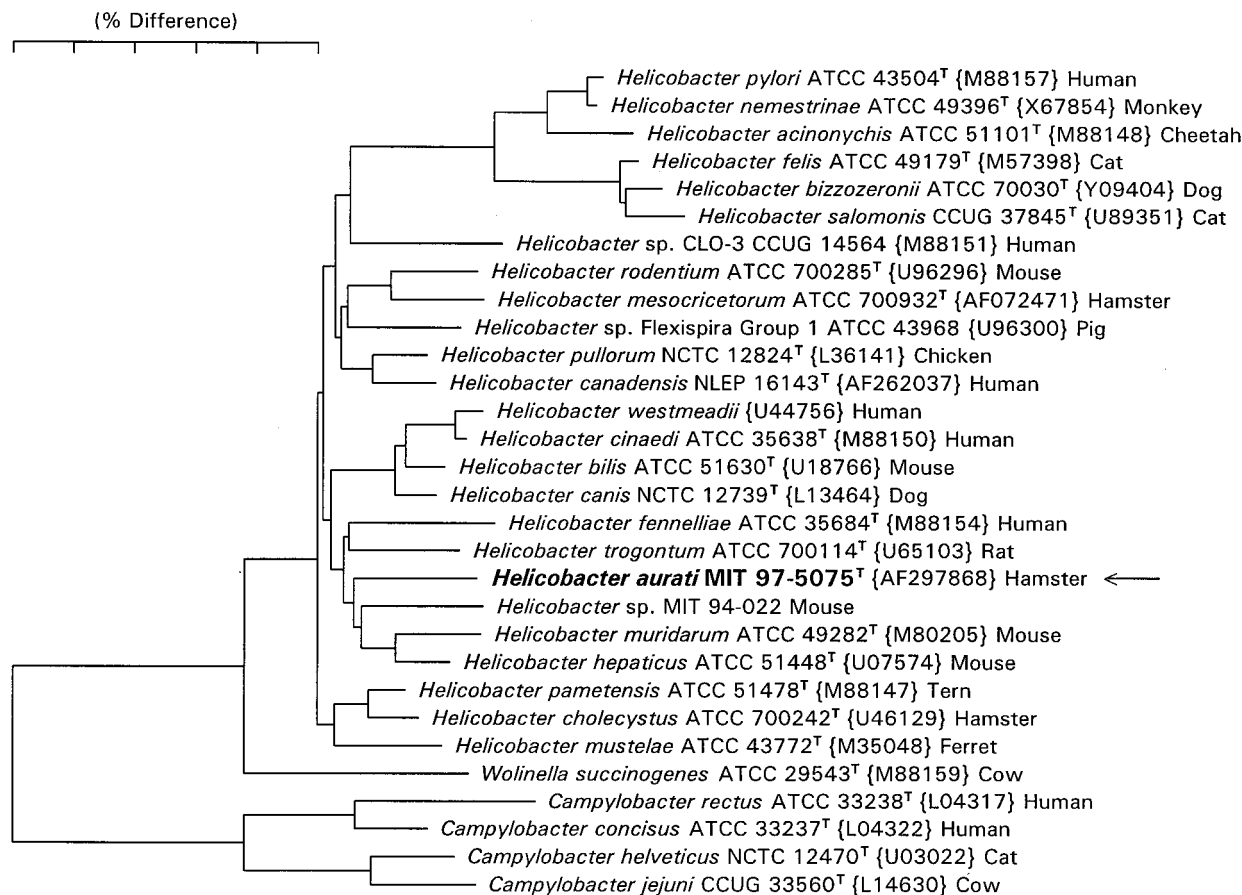 (% Difference)
Helicobacter pylori ATCC 43504ᵀ {M88157} Human
Helicobacter nemestrinae ATCC 49396ᵀ {X67854} Monkey
Helicobacter acinonychis ATCC 51101ᵀ {M88148} Cheetah
Helicobacter felis ATCC 49179ᵀ {M57398} Cat
Helicobacter bizzozeronii ATCC 70030ᵀ {Y09404} Dog
Helicobacter salomonis CCUG 37845ᵀ {U89351} Cat
Helicobacter sp. CLO-3 CCUG 14564 {M88151} Human
Helicobacter rodentium ATCC 700285ᵀ {U96296} Mouse
Helicobacter mesocricetorum ATCC 700932ᵀ {AF072471} Hamster
Helicobacter sp. Flexispira Group 1 ATCC 43968 {U96300} Pig
Helicobacter pullorum NCTC 12824ᵀ {L36141} Chicken
Helicobacter canadensis NLEP 16143ᵀ {AF262037} Human
Helicobacter westmeadii {U44756} Human
Helicobacter cinaedi ATCC 35638ᵀ {M88150} Human
Helicobacter bilis ATCC 51630ᵀ {U18766} Mouse
Helicobacter canis NCTC 12739ᵀ {L13464} Dog
Helicobacter fennelliae ATCC 35684ᵀ {M88154} Human
Helicobacter trogontum ATCC 700114ᵀ {U65103} Rat
Helicobacter aurati MIT 97-5075ᵀ {AF297868} Hamster
Helicobacter sp. MIT 94-022 Mouse
Helicobacter muridarum ATCC 49282ᵀ {M80205} Mouse
Helicobacter hepaticus ATCC 51448ᵀ {U07574} Mouse
Helicobacter pametensis ATCC 51478ᵀ {M88147} Tern
Helicobacter cholecystus ATCC 700242ᵀ {U46129} Hamster
Helicobacter mustelae ATCC 43772ᵀ {M35048} Ferret
Wolinella succinogenes ATCC 29543ᵀ {M88159} Cow
Campylobacter rectus ATCC 33238ᵀ {L04317} Human
Campylobacter concisus ATCC 33237ᵀ {L04322} Human
Campylobacter helveticus NCTC 12470ᵀ {U03022} Cat
Campylobacter jejuni CCUG 33560ᵀ {L14630} Cow